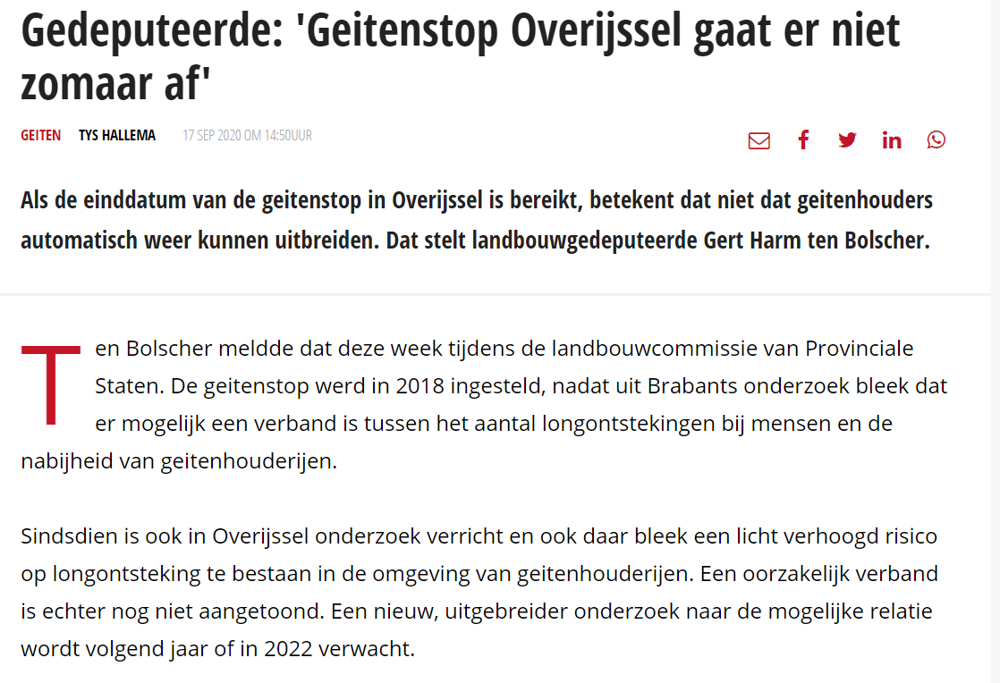 Gedeputeerde: 'Geitenstop Overijssel gaat er niet
zomaar af'
GEITEN TYS HALLEMA 17 SEP 2020 OM 14:50UUR
Als de einddatum van de geitenstop in Overijssel is bereikt, betekent dat niet dat geitenhouders
automatisch weer kunnen uitbreiden. Dat stelt landbouwgedeputeerde Gert Harm ten Bolscher.
Ten Bolscher meldde dat deze week tijdens de landbouwcommissie van Provinciale
Staten. De geitenstop werd in 2018 ingesteld, nadat uit Brabants onderzoek bleek dat
er mogelijk een verband is tussen het aantal longontstekingen bij mensen en de
nabijheid van geitenhouderijen.
Sindsdien is ook in Overijssel onderzoek verricht en ook daar bleek een licht verhoogd risico
op longontsteking te bestaan in de omgeving van geitenhouderijen. Een oorzakelijk verband
is echter nog niet aangetoond. Een nieuw, uitgebreider onderzoek naar de mogelijke relatie
wordt volgend jaar of in 2022 verwacht.